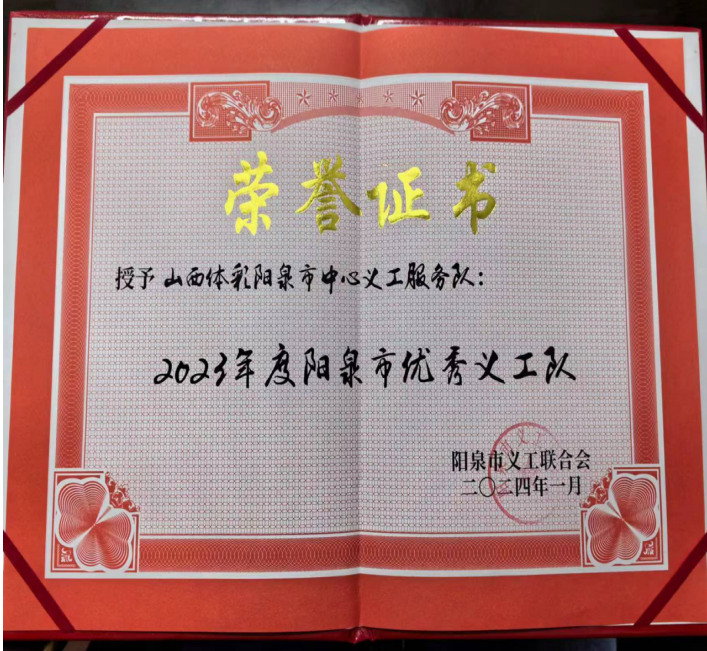 荣誉证书
授予 山西体彩阳泉市中心义工服务队：
2023年度阳泉市优秀义工队
阳泉市义工联合会
二〇二四年一月